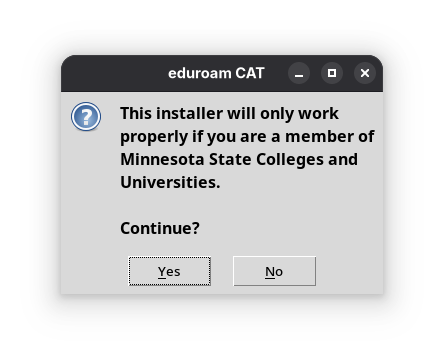 eduroam CAT
This installer will only work
properly if you are a member of
Minnesota State Colleges and
Universities.
Continue?
Yes No